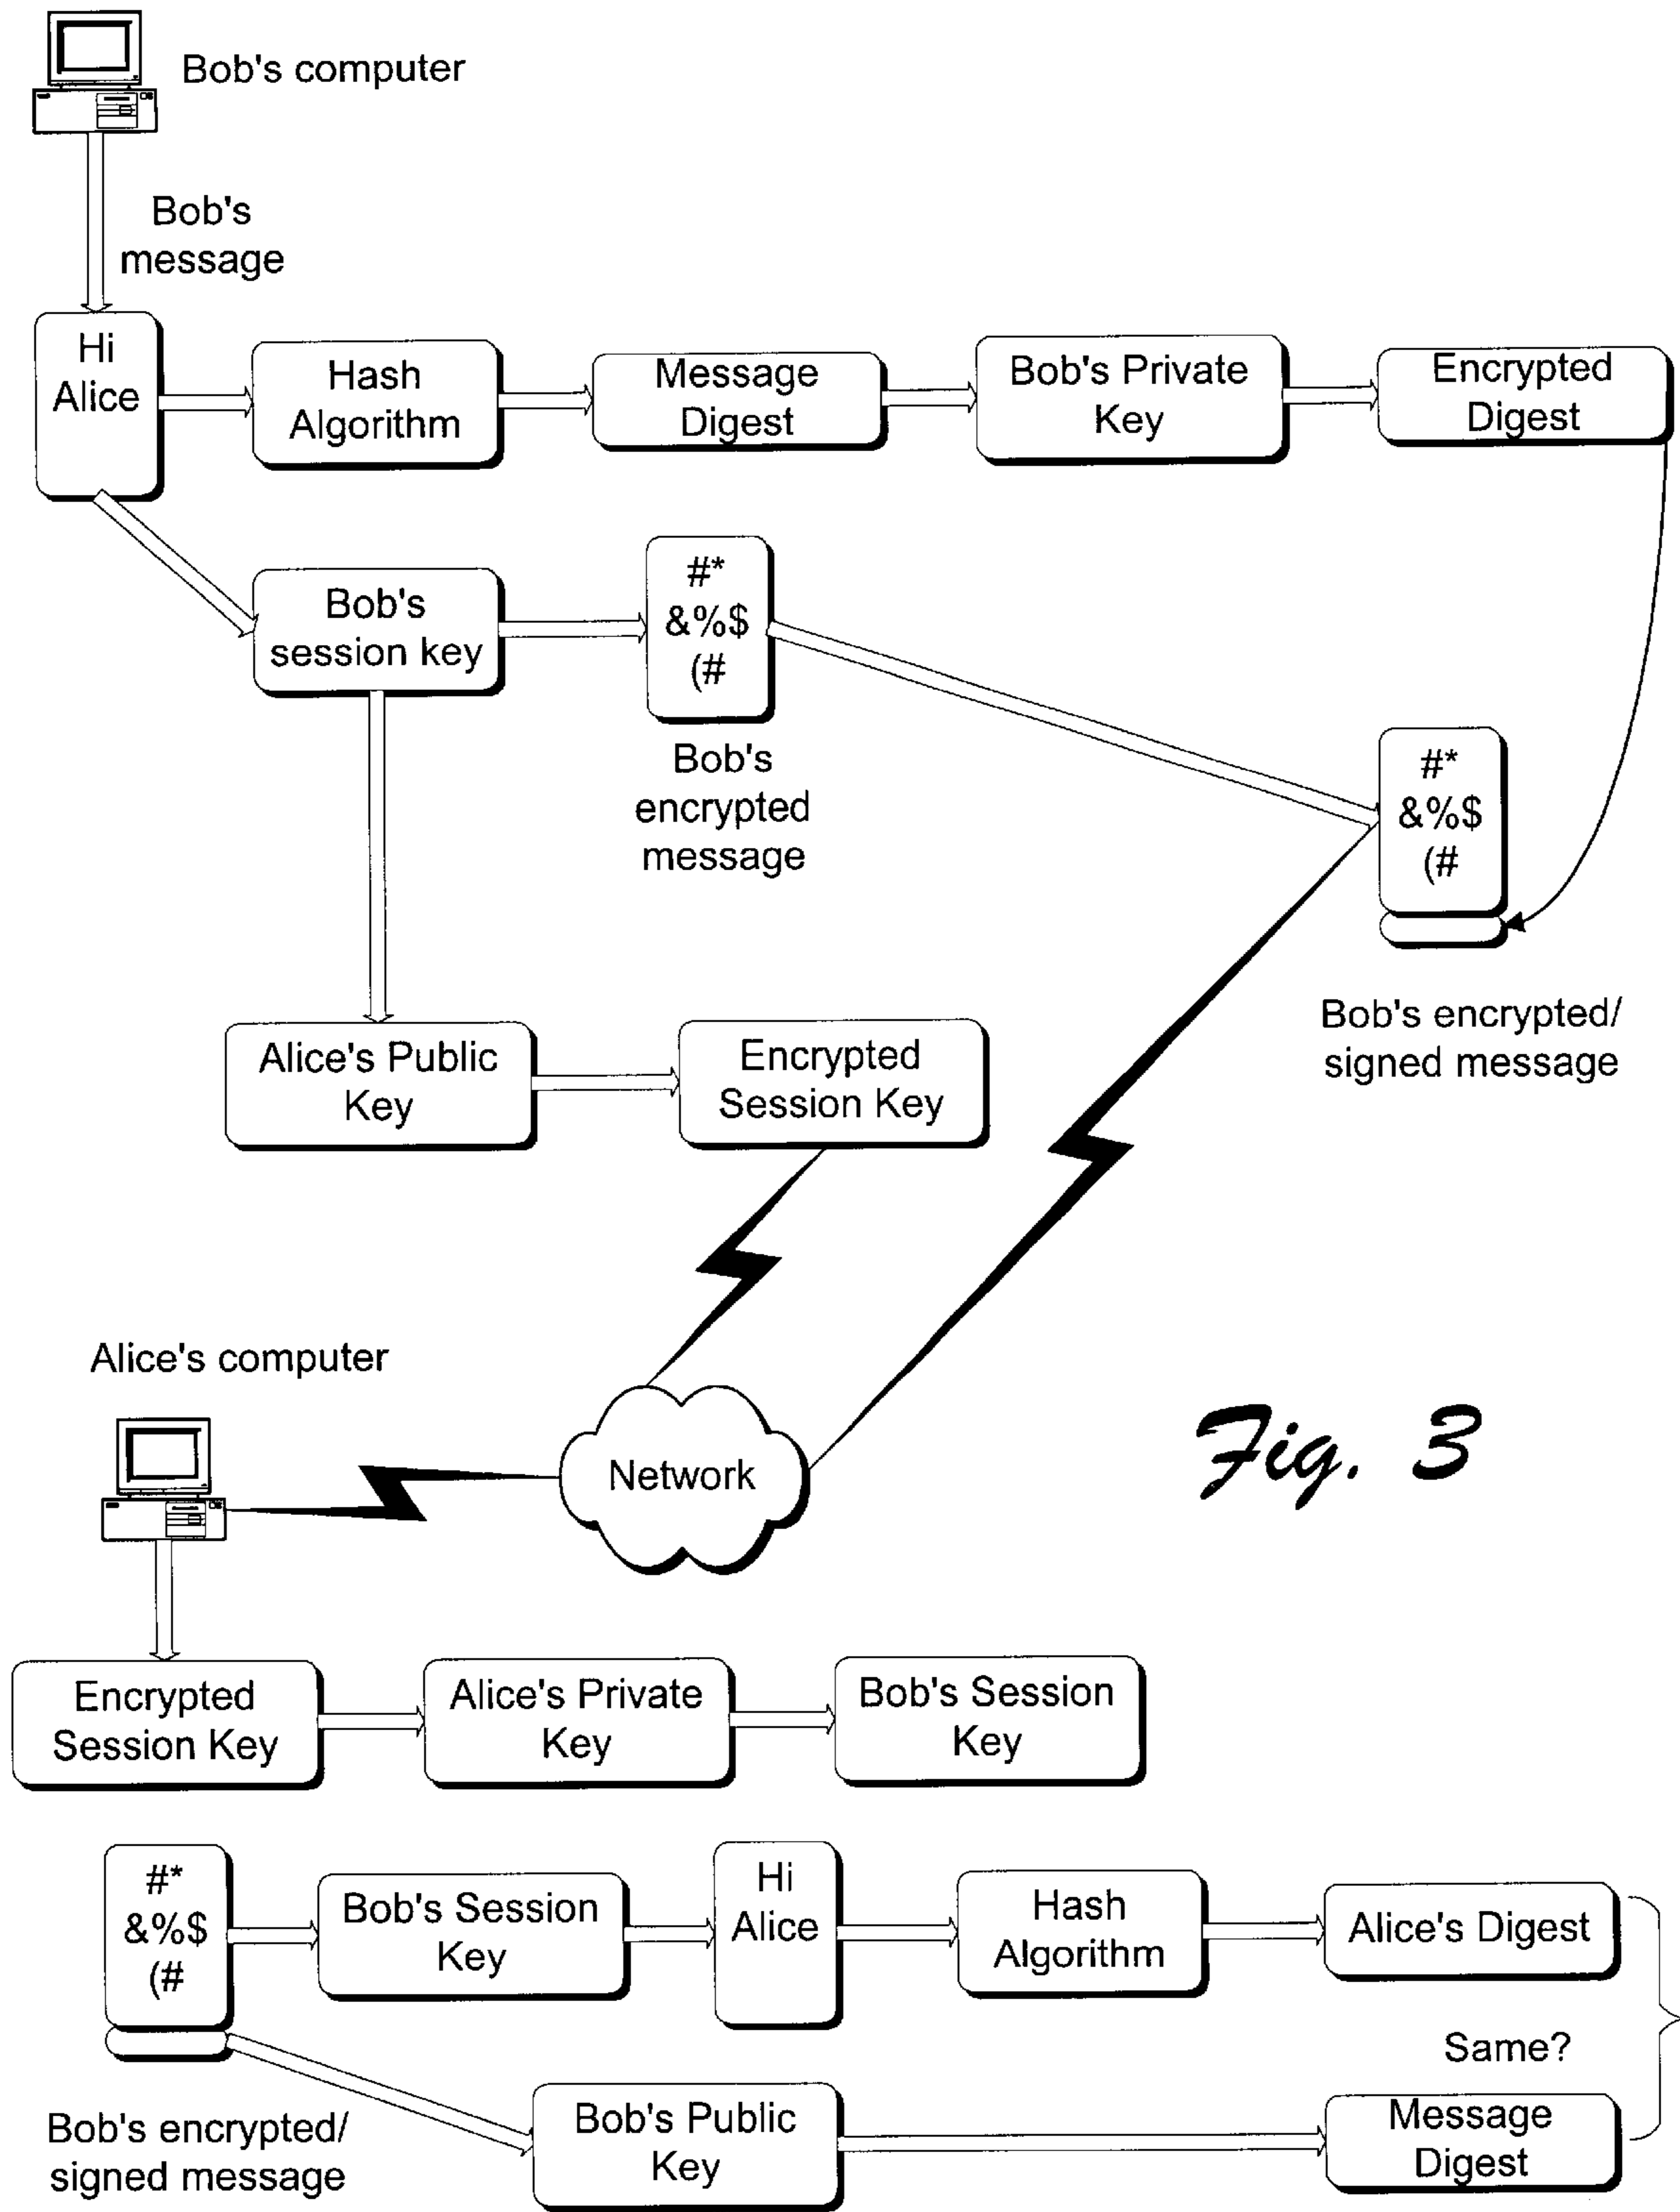 Bob's computer
Bob's
message
Hi
Alice
Hash
Algorithm
Message
Digest
Bob's Private
Key
Encrypted
Digest
Bob's
session key
#*
&%$
(#
Bob's
encrypted
message
#*
&%$
(#
Bob's encrypted/
signed message
Alice's Public
Key
Encrypted
Session Key
Alice's computer
Network
Fig. 3
Encrypted
Session Key
Alice's Private
Key
Bob's Session
Key
#*
&%$
(#
Bob's Session
Key
Hi
Alice
Hash
Algorithm
Alice's Digest
Same?
Bob's encrypted/
signed message
Bob's Public
Key
Message
Digest